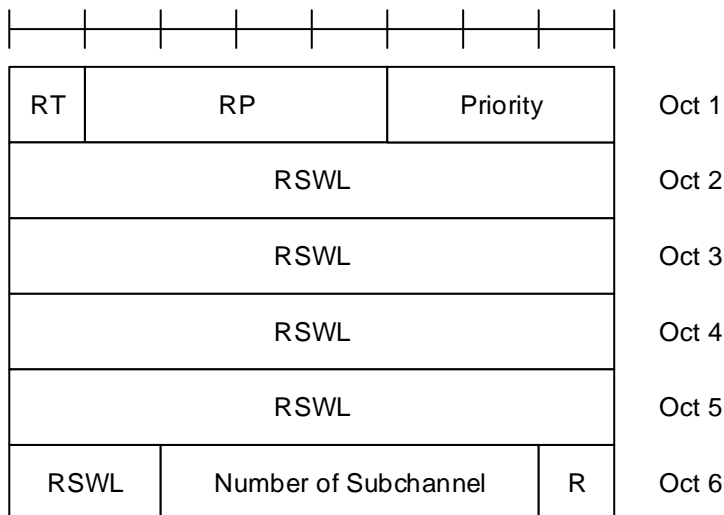 RT RP Priority Oct 1
RSWL Oct 2
RSWL Oct 3
RSWL Oct 4
RSWL Oct 5
RSWL Number of Subchannel R Oct 6